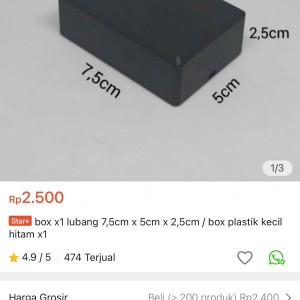 2,5cm
7,5cm
5cm
1/3
Rp2.500
Star+ box x1 lubang 7,5cm x 5cm x 2,5cm / box plastik kecil
hitam x1
4.9 / 5 474 Terjual
Harga Grosir Beli (≥ 200 produk) Rp2.400